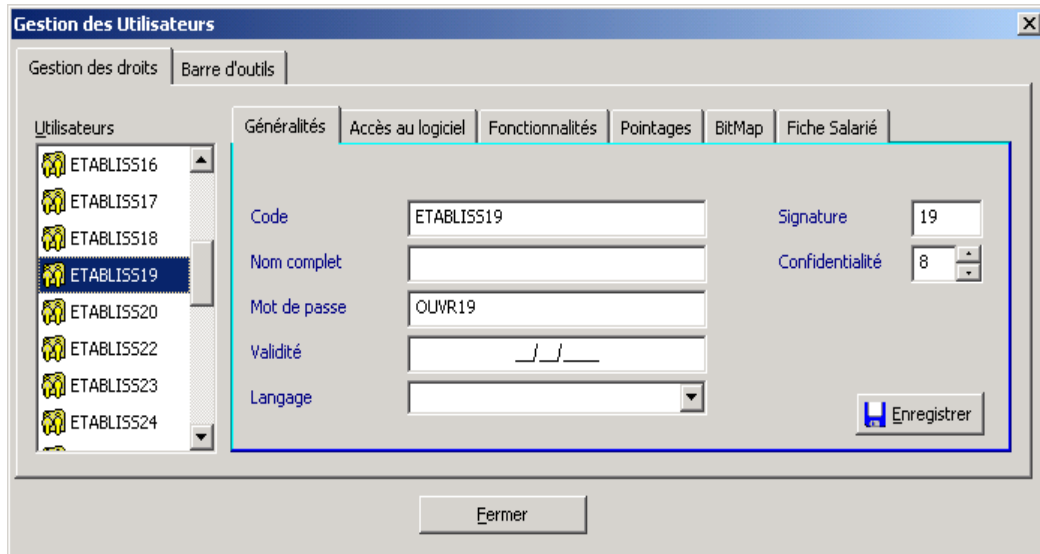 Gestion des Utilisateurs
Gestion des droits Barre d'outils
Utilisateurs
ETABLISS16
ETABLISS17
ETABLISS18
ETABLISS19
ETABLISS20
ETABLISS22
ETABLISS23
ETABLISS24
Généralités Accès au logiciel Fonctionnalités Pointages BitMap Fiche Salarié
Code ETABLISS19 Signature 19
Nom complet Confidentialité 8
Mot de passe OUVR19
Validité __/__/____
Langage
Enregistrer
Fermer